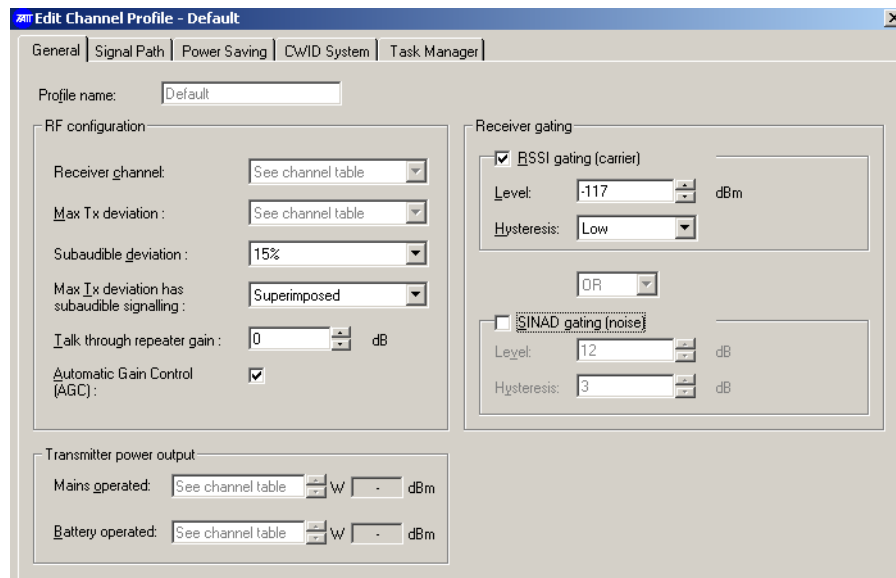 TAIT Edit Channel Profile - Default
General Signal Path Power Saving CWID System Task Manager
Profile name: Default
RF configuration
Receiver channel: See channel table
Max Tx deviation : See channel table
Subaudible deviation : 15%
Max Tx deviation has
subaudible signalling : Superimposed
Talk through repeater gain : 0 dB
Automatic Gain Control
(AGC) :
Receiver gating
RSSI gating (carrier)
Level: -117 dBm
Hysteresis: Low
OR
SINAD gating (noise)
Level: 12 dB
Hysteresis: 3 dB
Transmitter power output
Mains operated: See channel table W - dBm
Battery operated: See channel table W - dBm